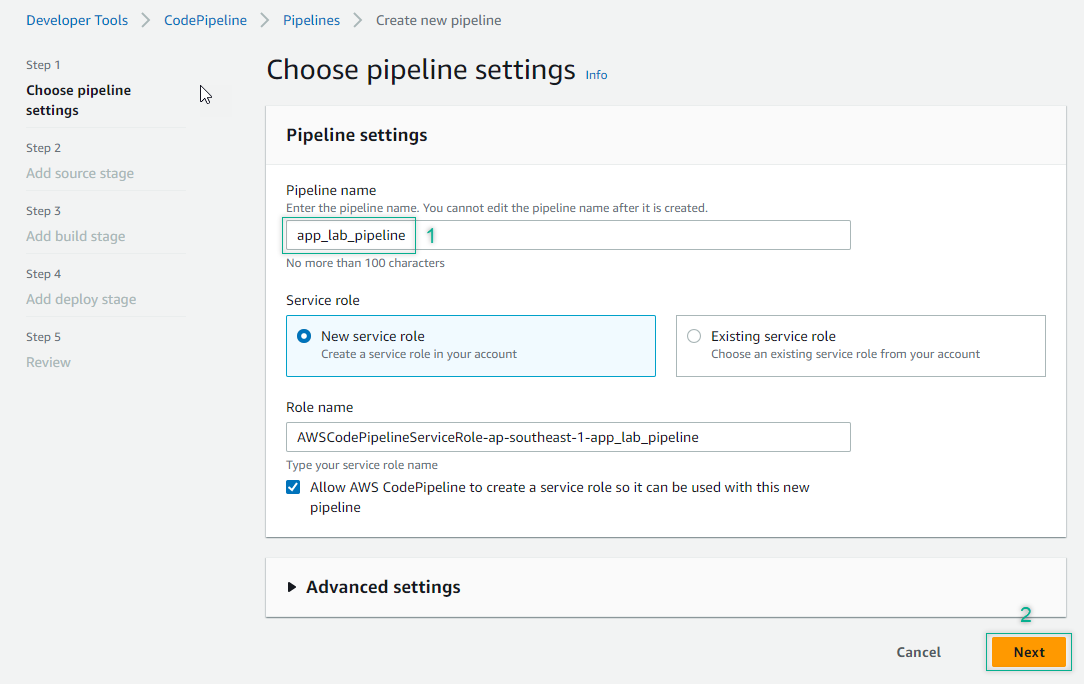 Developer Tools > CodePipeline > Pipelines > Create new pipeline
Step 1
Choose pipeline
settings
Step 2
Add source stage
Step 3
Add build stage
Step 4
Add deploy stage
Step 5
Review
Choose pipeline settings Info
Pipeline settings
Pipeline name
Enter the pipeline name. You cannot edit the pipeline name after it is created.
app_lab_pipeline 1
No more than 100 characters
Service role
New service role
Create a service role in your account
Existing service role
Choose an existing service role from your account
Role name
AWSCodePipelineServiceRole-ap-southeast-1-app_lab_pipeline
Type your service role name
Allow AWS CodePipeline to create a service role so it can be used with this new
pipeline
Advanced settings
2
Cancel Next